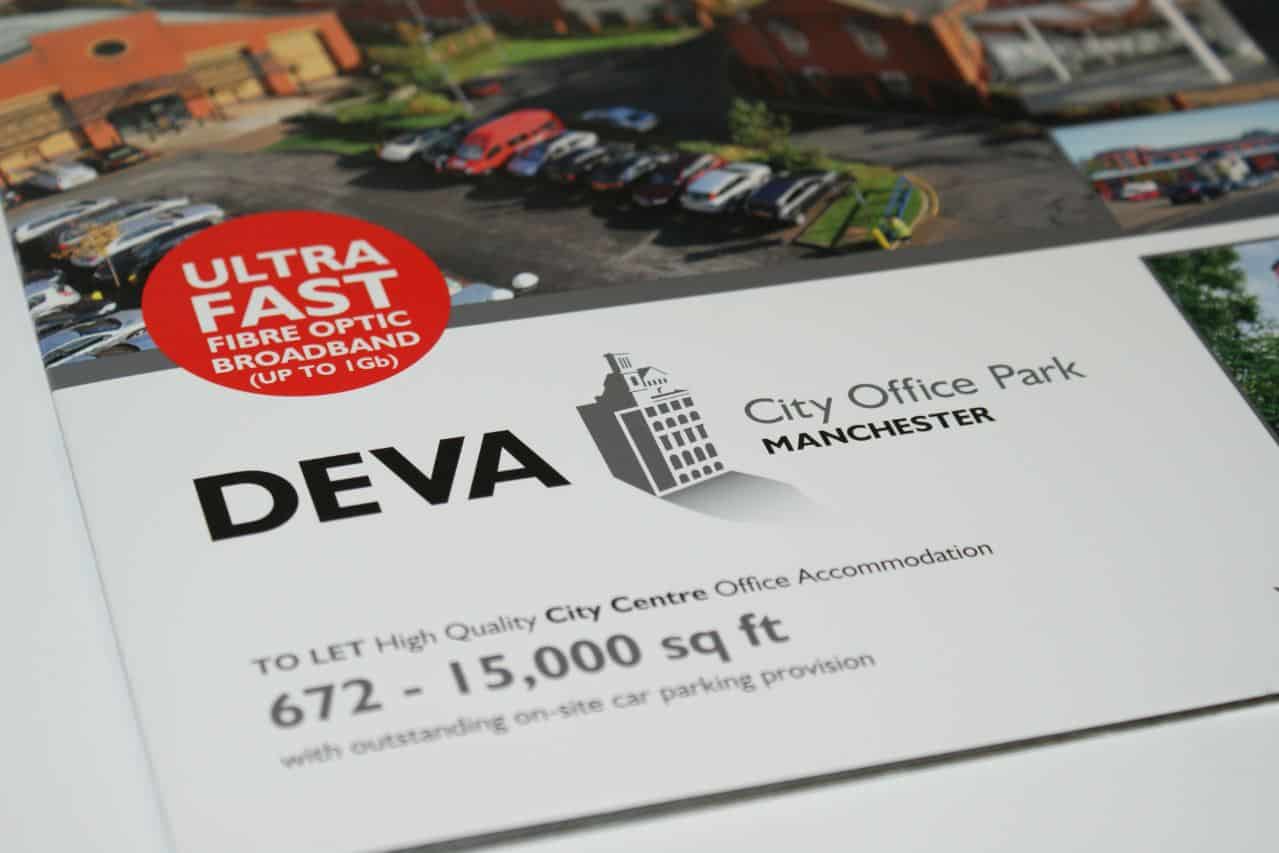 ULTRA
FAST
FIBRE OPTIC
BROADBAND
(UP TO 1Gb)
DEVA
City Office Park
MANCHESTER
TO LET High Quality City Centre Office Accommodation
672 - 15,000 sq ft
with outstanding on-site car parking provision